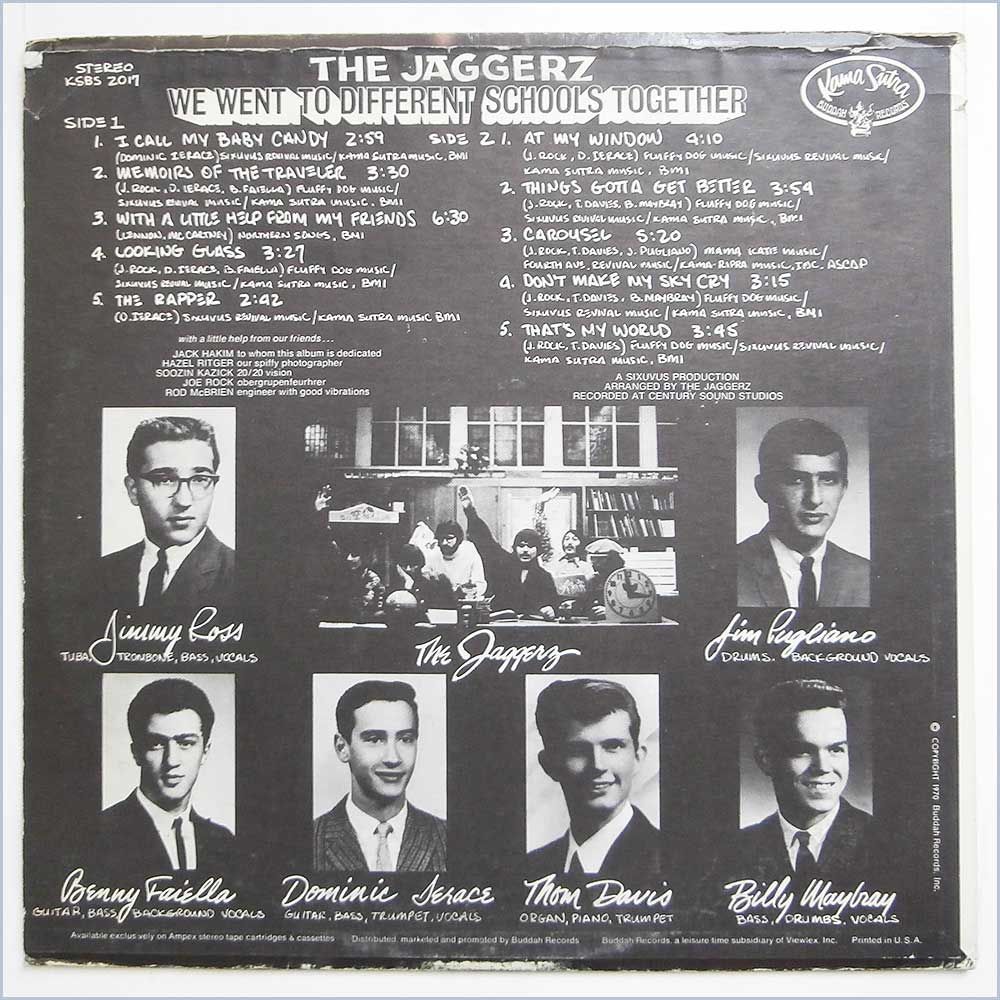 STEREO
KSBS 2017
THE JAGGERZ
WE WENT TO DIFFERENT SCHOOLS TOGETHER
Kama Sutra
BUDDAH RECORDS
SIDE 1
1. I CALL MY BABY CANDY 2:59
(DOMINIC IERACE) SIXUVUS REVIVAL MUSIC/KAMA SUTRA MUSIC, BMI
2. MEMOIRS OF THE TRAVELER 3:30
(J. ROCK, D. IERACE, B. FAIELLA) FLUFFY DOG MUSIC/
SIXUVUS REVIVAL MUSIC/KAMA SUTRA MUSIC, BMI
3. WITH A LITTLE HELP FROM MY FRIENDS 6:30
(LENNON, MCCARTNEY) NORTHERN SONGS, BMI
4. LOOKING GLASS 3:27
(J. ROCK, D. IERACE, B. FAIELLA) FLUFFY DOG MUSIC/
SIXUVUS REVIVAL MUSIC/KAMA SUTRA MUSIC, BMI
5. THE RAPPER 2:42
(D. IERACE) SIXUVUS REVIVAL MUSIC/KAMA SUTRA MUSIC BMI
SIDE 2 1. AT MY WINDOW 4:10
(J. ROCK, D. IERACE) FLUFFY DOG MUSIC/SIXUVUS REVIVAL MUSIC/
KAMA SUTRA MUSIC, BMI
2. THINGS GOTTA GET BETTER 3:54
(J. ROCK, T. DAVIES, B. MAYBRAY) FLUFFY DOG MUSIC/
SIXUVUS REVIVAL MUSIC/KAMA SUTRA MUSIC, BMI
3. CAROUSEL 5:20
(J. ROCK, T. DAVIES, J. PUGLIANO) MAMA KATIE MUSIC/
FOURTH AVE. REVIVAL MUSIC/KAMA-RIPPA MUSIC, INC. ASCAP
4. DON'T MAKE MY SKY CRY 3:15
(J. ROCK, T. DAVIES, B. MAYBRAY) FLUFFY DOG MUSIC/
SIXUVUS REVIVAL MUSIC/KAMA SUTRA MUSIC, BMI
5. THAT'S MY WORLD 3:45
(J. ROCK, T. DAVIES) FLUFFY DOG MUSIC/SIXUVUS REVIVAL MUSIC/
KAMA SUTRA MUSIC, BMI
with a little help from our friends ...
JACK HAKIM to whom this album is dedicated
HAZEL RITGER our spiffy photographer
SOOZIN KAZICK 20/20 vision
JOE ROCK obergrupenfeurhrer
ROD McBRIEN engineer with good vibrations
A SIXUVUS PRODUCTION
ARRANGED BY THE JAGGERZ
RECORDED AT CENTURY SOUND STUDIOS
Jimmy Ross
TUBA, TROMBONE, BASS, VOCALS
The Jaggerz
Jim Pugliano
DRUMS. BACKGROUND VOCALS
Benny Faiella
GUITAR, BASS, BACKGROUND VOCALS
Dominic Ierace
GUITAR, BASS, TRUMPET, VOCALS
Thom Davis
ORGAN, PIANO, TRUMPET
Billy Maybray
BASS, DRUMBS, VOCALS
© COPYRIGHT 1970 Buddah Records, Inc.
Available exclusively on Ampex stereo tape cartridges & cassettes Distributed, marketed and promoted by Buddah Records Buddah Records, a leisure time subsidiary of Viewlex, Inc. Printed in U.S.A.